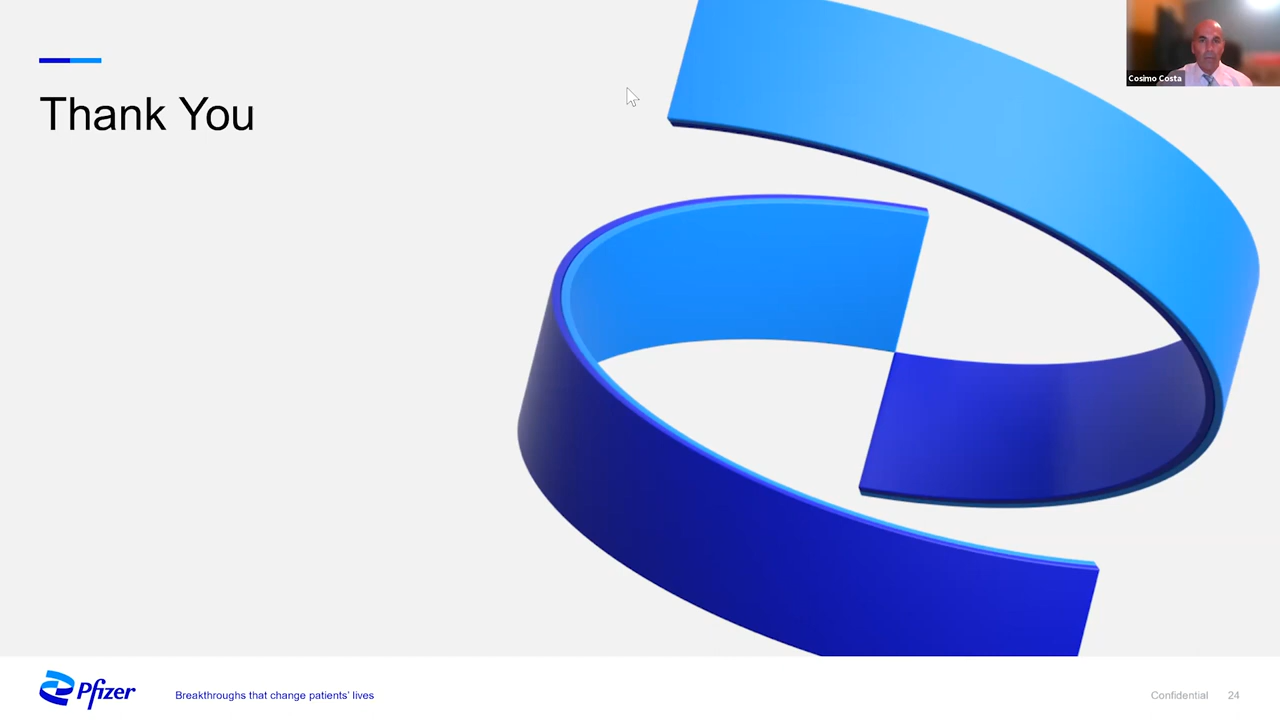 Cosimo Costa
Thank You
Pfizer
Breakthroughs that change patients' lives
Confidential
24